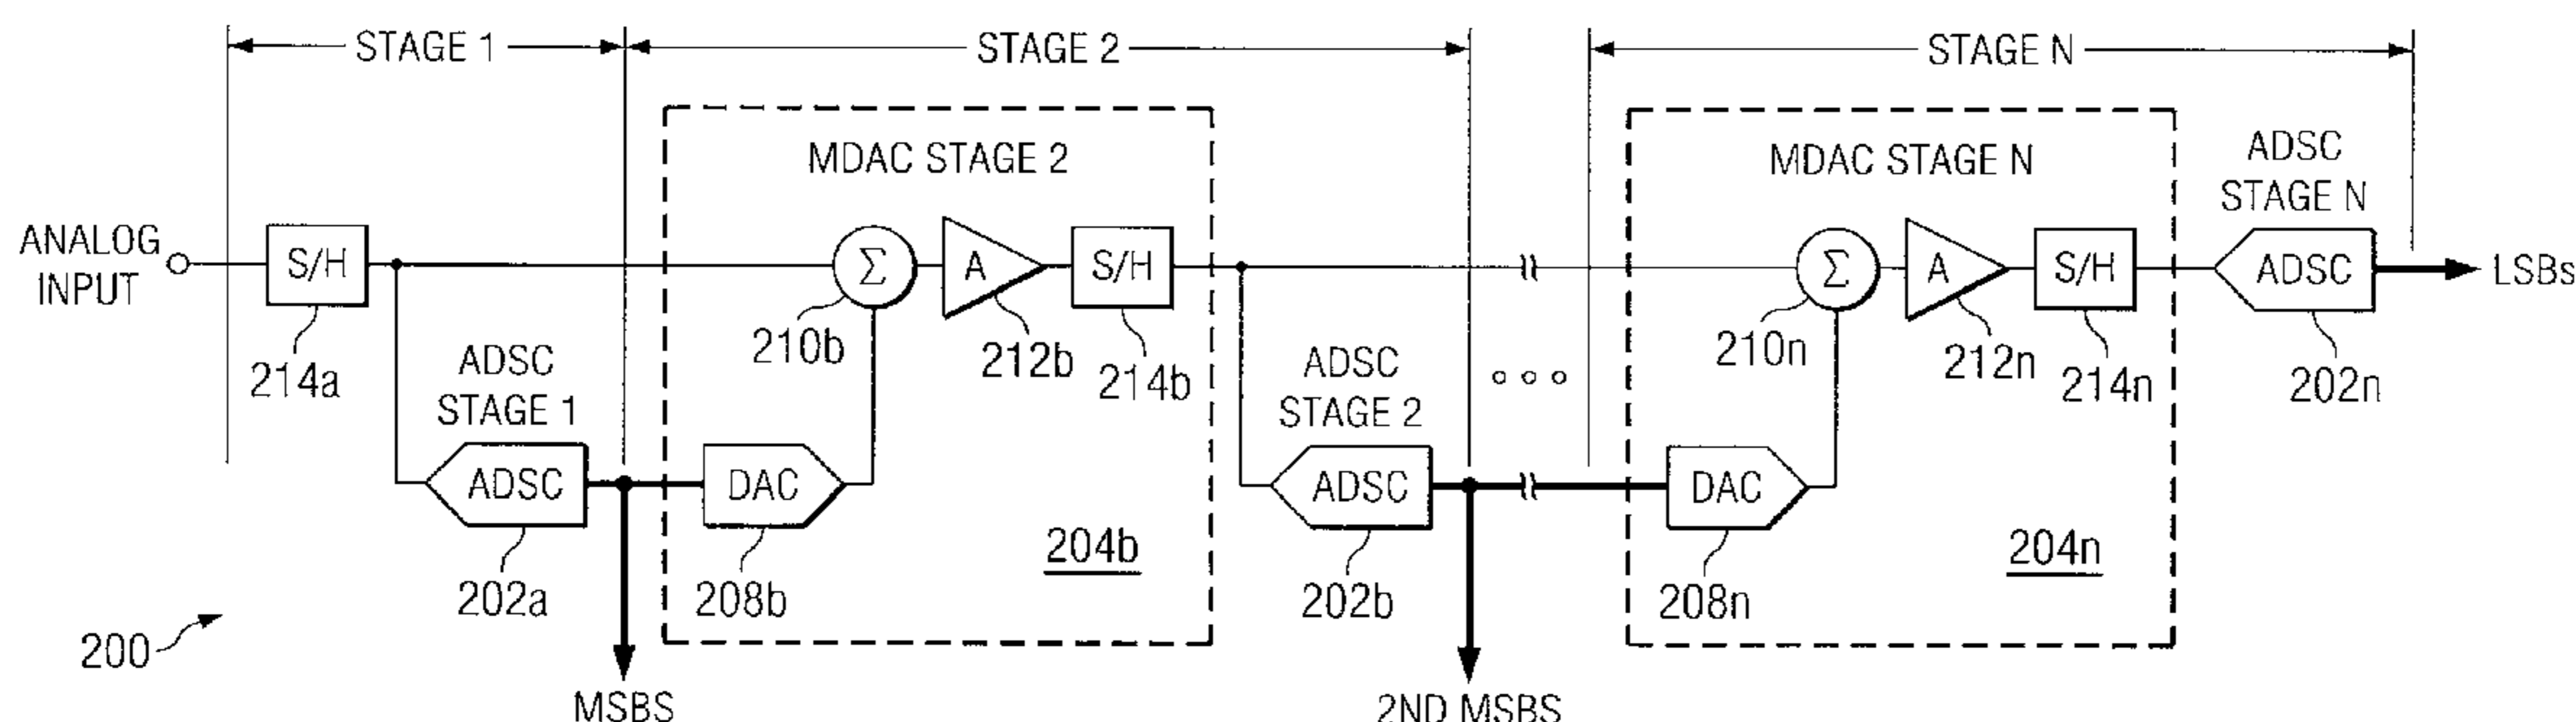 STAGE 1
STAGE 2
STAGE N
MDAC STAGE 2
MDAC STAGE N
ADSC
STAGE N
ANALOG
INPUT
S/H
Σ
A
S/H
Σ
A
S/H
ADSC
LSBs
214a
210b
212b
214b
210n
212n
214n
202n
ADSC
STAGE 1
ADSC
STAGE 2
ADSC
DAC
ADSC
DAC
204b
204n
202a
208b
202b
208n
200
MSBS
2ND MSBS